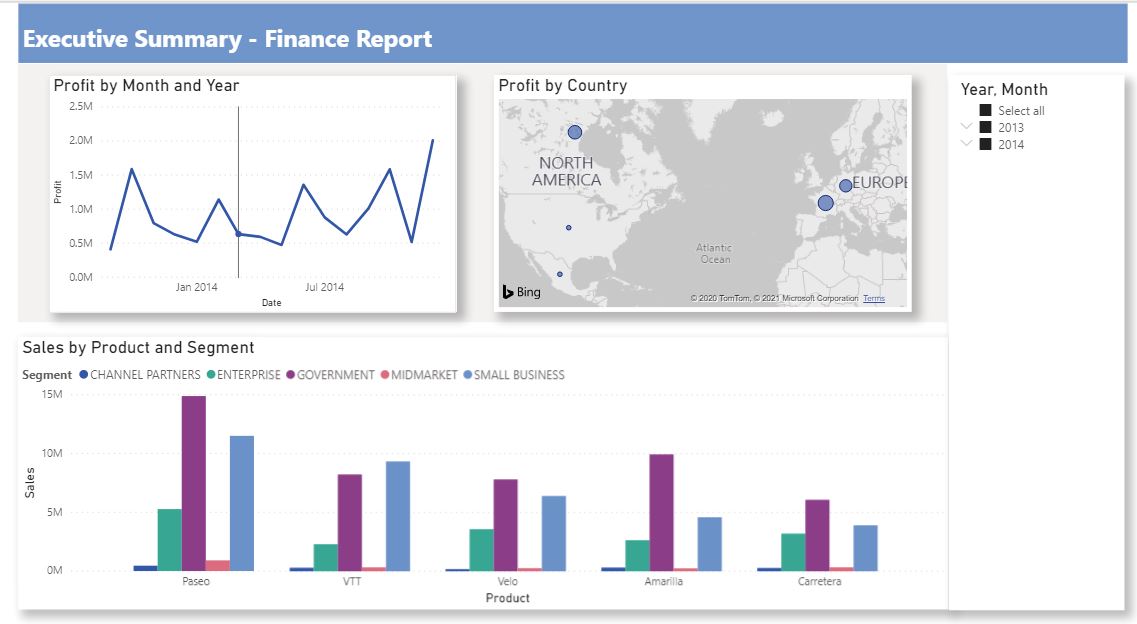 Executive Summary - Finance Report
Profit by Month and Year
2.5M
2.0M
1.5M
1.0M
0.5M
0.0M
Profit
Jan 2014
Jul 2014
Date
Profit by Country
NORTH
AMERICA
EUROPE
Atlantic
Ocean
Bing
© 2020 TomTom, © 2021 Microsoft Corporation Terms
Year, Month
Select all
2013
2014
Sales by Product and Segment
Segment CHANNEL PARTNERS ENTERPRISE GOVERNMENT MIDMARKET SMALL BUSINESS
15M
10M
5M
0M
Sales
Paseo
VTT
Velo
Amarilla
Carretera
Product